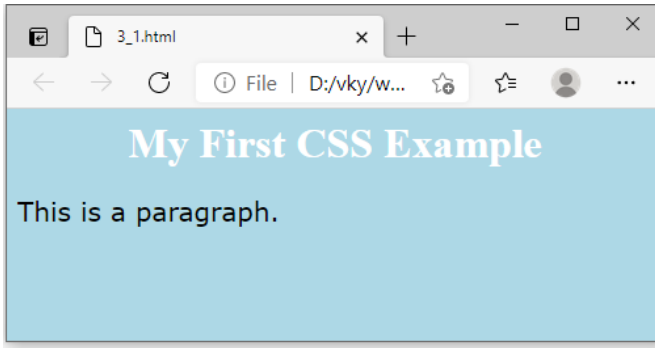 3_1.html
File D:/vky/w...
My First CSS Example
This is a paragraph.